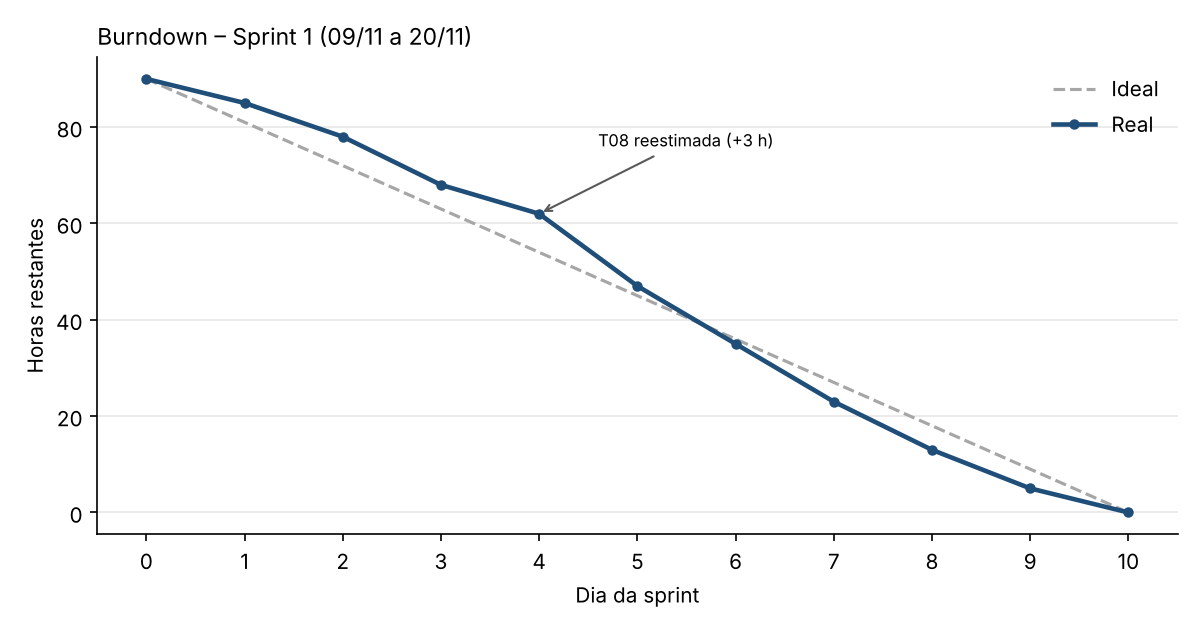 Burndown – Sprint 1 (09/11 a 20/11)
Ideal
Real
T08 reestimada (+3 h)
Horas restantes
80
60
40
20
0
0 1 2 3 4 5 6 7 8 9 10
Dia da sprint